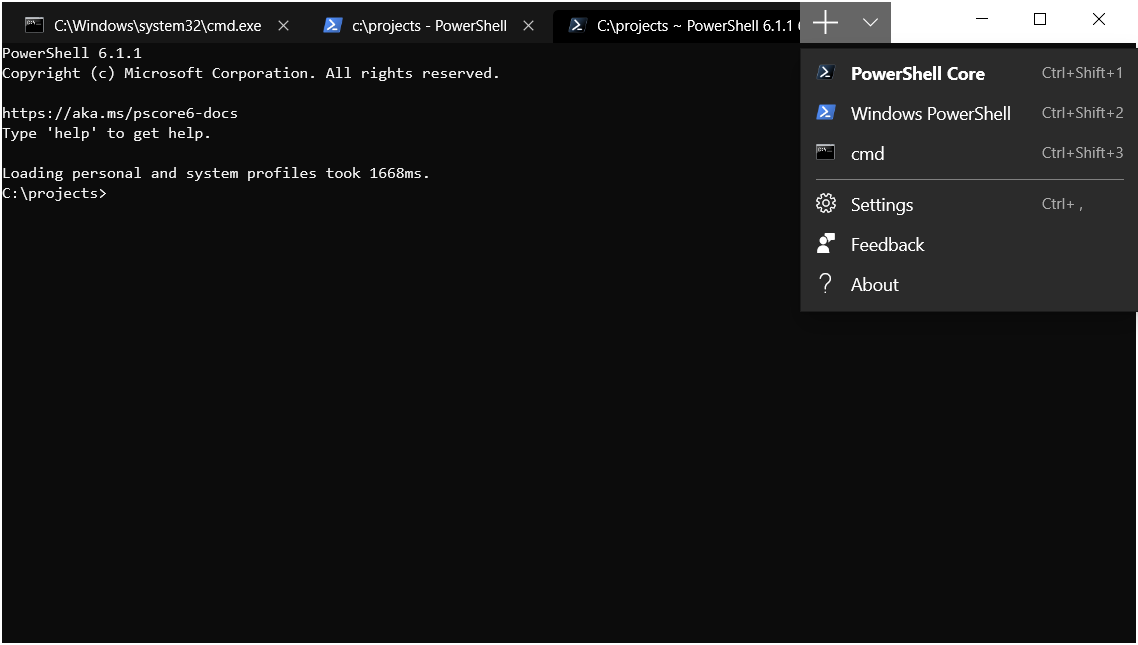 C:\Windows\system32\cmd.exe
c:\projects - PowerShell
C:\projects ~ PowerShell 6.1.1
PowerShell 6.1.1
Copyright (c) Microsoft Corporation. All rights reserved.
https://aka.ms/pscore6-docs
Type 'help' to get help.
Loading personal and system profiles took 1668ms.
C:\projects>
PowerShell Core Ctrl+Shift+1
Windows PowerShell Ctrl+Shift+2
cmd Ctrl+Shift+3
Settings Ctrl+ ,
Feedback
About